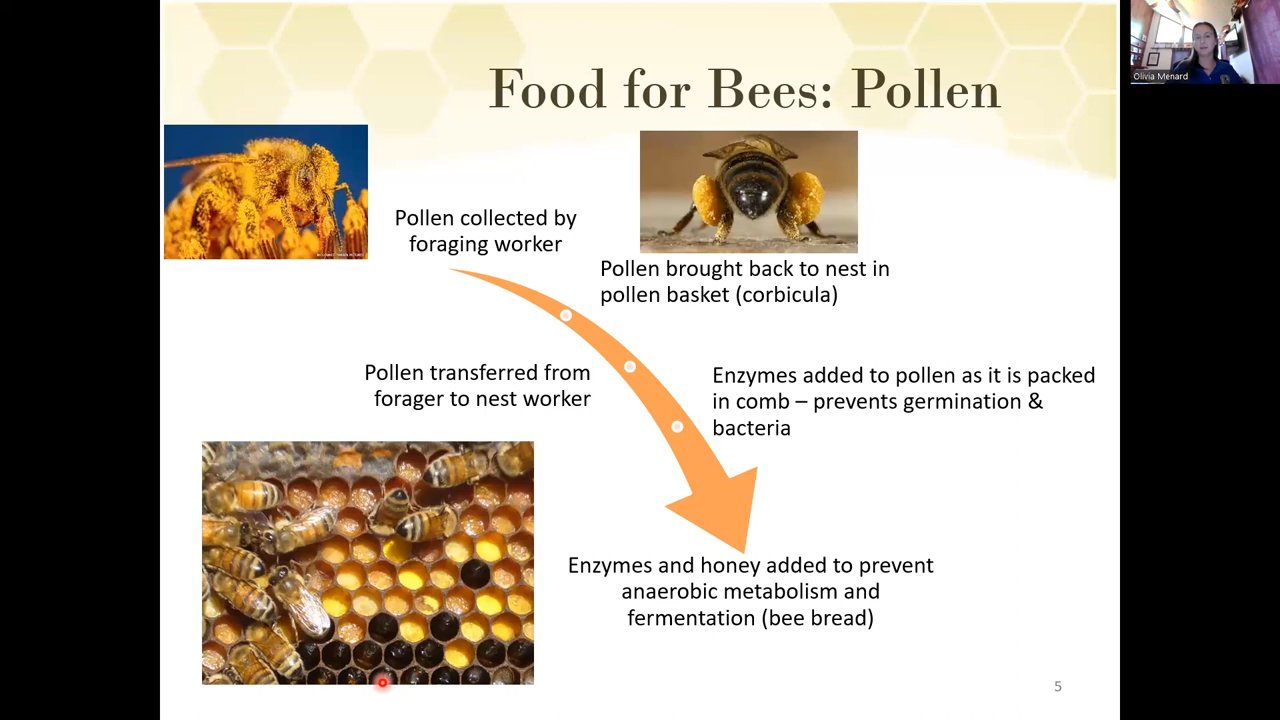 Food for Bees: Pollen
Olivia Menard
Pollen collected by
foraging worker
Pollen brought back to nest in
pollen basket (corbicula)
Pollen transferred from
forager to nest worker
Enzymes added to pollen as it is packed
in comb – prevents germination &
bacteria
Enzymes and honey added to prevent
anaerobic metabolism and
fermentation (bee bread)
5